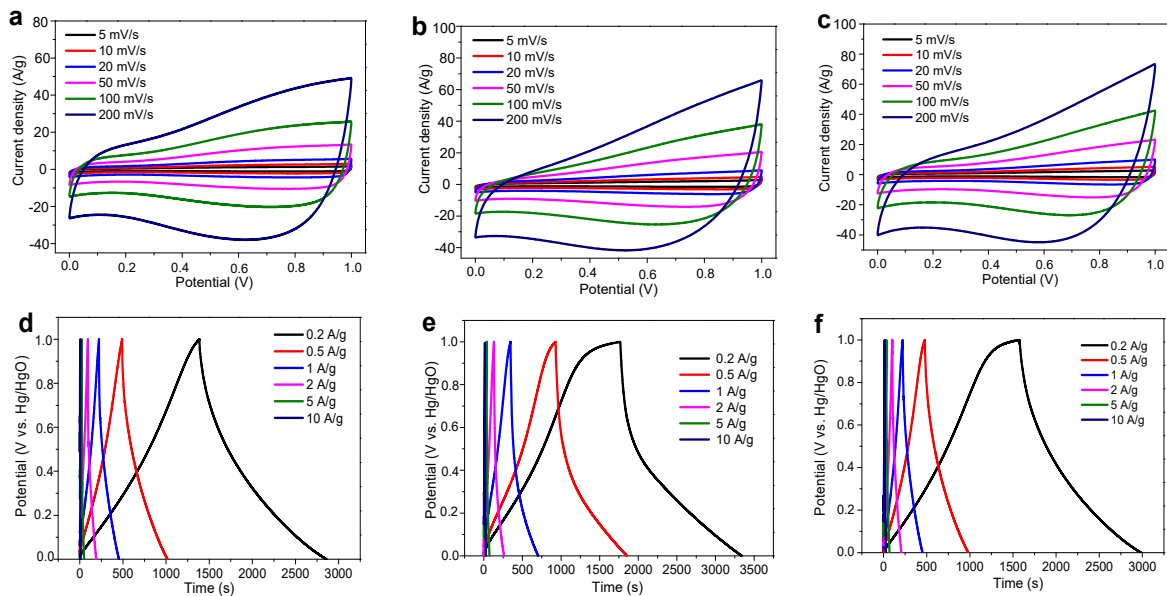 a
80
60
40
20
0
-20
-40
Current density (A/g)
5 mV/s
10 mV/s
20 mV/s
50 mV/s
100 mV/s
200 mV/s
0.0 0.2 0.4 0.6 0.8 1.0
Potential (V)
b
100
80
60
40
20
0
-20
-40
Current density (A/g)
5 mV/s
10 mV/s
20 mV/s
50 mV/s
100 mV/s
200 mV/s
0.0 0.2 0.4 0.6 0.8 1.0
Potential (V)
c
100
80
60
40
20
0
-20
-40
Current density (A/g)
5 mV/s
10 mV/s
20 mV/s
50 mV/s
100 mV/s
200 mV/s
0.0 0.2 0.4 0.6 0.8 1.0
Potential (V)
d
1.0
0.8
0.6
0.4
0.2
0.0
Potential (V vs. Hg/HgO)
0.2 A/g
0.5 A/g
1 A/g
2 A/g
5 A/g
10 A/g
0 500 1000 1500 2000 2500 3000
Time (s)
e
1.0
0.8
0.6
0.4
0.2
0.0
Potential (V vs. Hg/HgO)
0.2 A/g
0.5 A/g
1 A/g
2 A/g
5 A/g
10 A/g
0 500 1000 1500 2000 2500 3000 3500
Time (s)
f
1.0
0.8
0.6
0.4
0.2
0.0
Potential (V vs. Hg/HgO)
0.2 A/g
0.5 A/g
1 A/g
2 A/g
5 A/g
10 A/g
0 500 1000 1500 2000 2500 3000
Time (s)